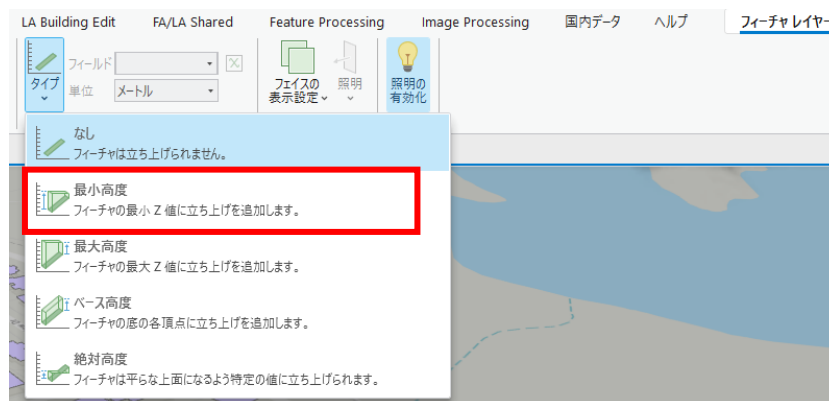 LA Building Edit FA/LA Shared Feature Processing Image Processing 国内データ ヘルプ フィーチャ レイヤー
フィールド
タイプ
単位 メートル
フェイスの
表示設定
照明
照明の
有効化
なし
フィーチャは立ち上げられません。
最小高度
フィーチャの最小 Z 値に立ち上げを追加します。
最大高度
フィーチャの最大 Z 値に立ち上げを追加します。
ベース高度
フィーチャの底の各頂点に立ち上げを追加します。
絶対高度
フィーチャは平らな上面になるよう特定の値に立ち上げられます。